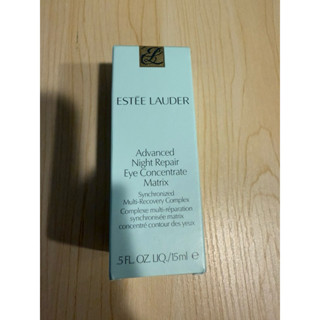 ESTĒE LAUDER
Advanced
Night Repair
Eye Concentrate
Matrix
Synchronized
Multi-Recovery Complex
Complexe multi-réparation
synchronisée matrix
concentré contour des yeux
.5 FL. OZ. LIQ./15ml ℮